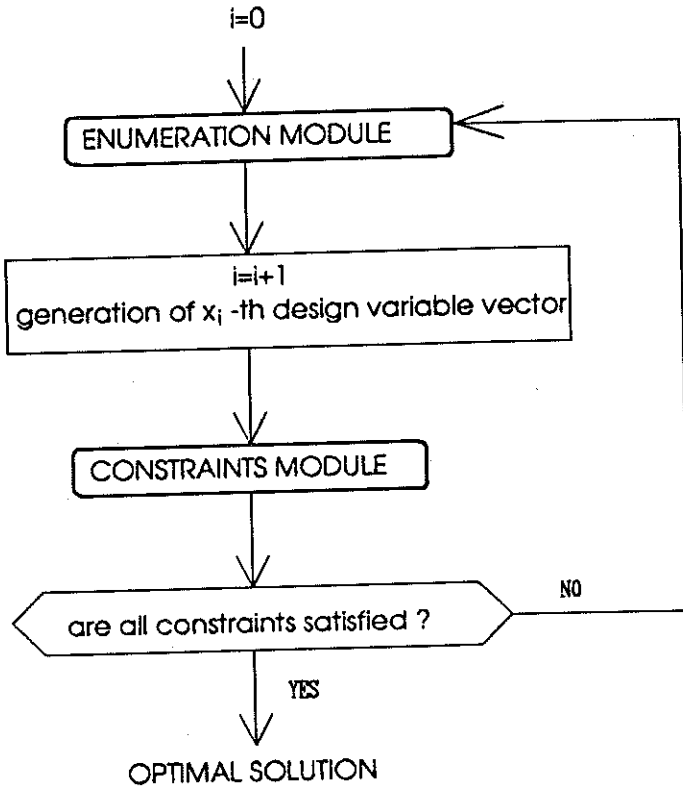 i=0
ENUMERATION MODULE
i=i+1
generation of xᵢ -th design variable vector
CONSTRAINTS MODULE
are all constraints satisfied ?
NO
YES
OPTIMAL SOLUTION